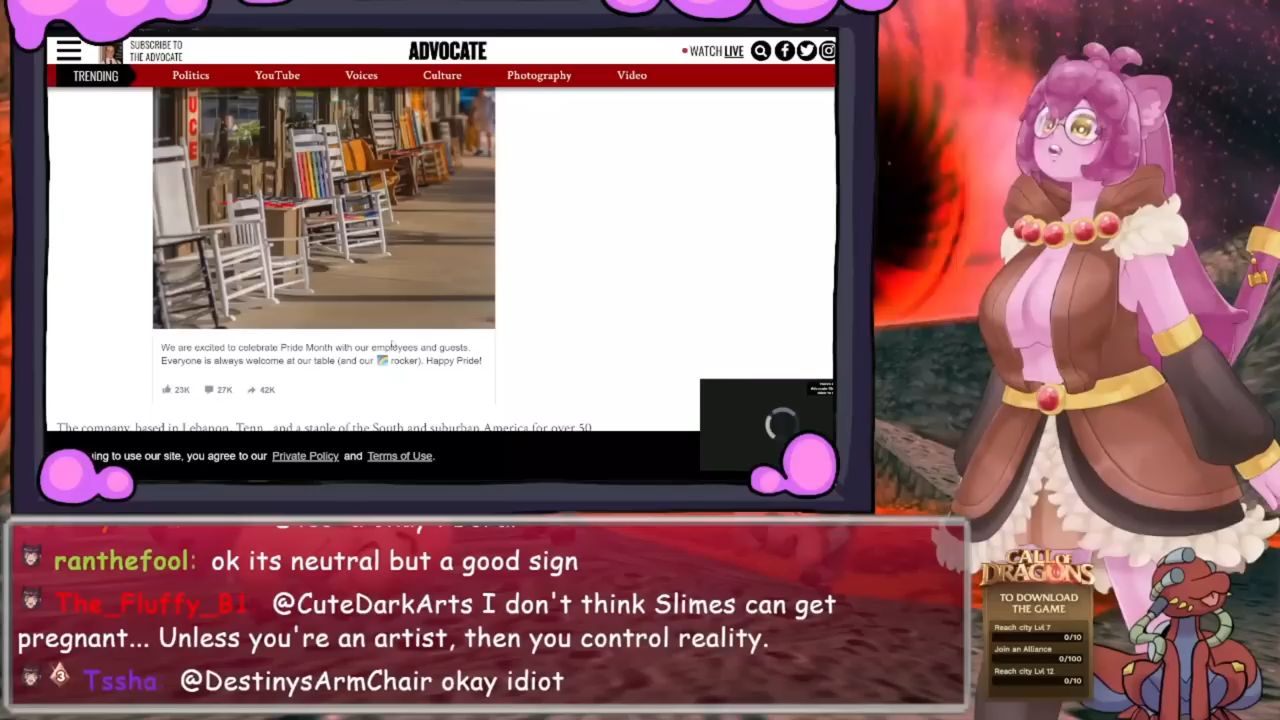 SUBSCRIBE TO
THE ADVOCATE
ADVOCATE
WATCH LIVE
TRENDING Politics YouTube Voices Culture Photography Video
UCE
We are excited to celebrate Pride Month with our employees and guests.
Everyone is always welcome at our table (and our rocker). Happy Pride!
23K 27K 42K
The company, based in Lebanon, Tenn., and a staple of the South and suburban America for over 50
to use our site, you agree to our Private Policy and Terms of Use.
ranthefool: ok its neutral but a good sign
The_Fluffy_B1 @CuteDarkArts I don't think Slimes can get
pregnant... Unless you're an artist, then you control reality.
3 Tssha: @DestinysArmChair okay idiot
CALL OF
DRAGONS
TO DOWNLOAD
THE GAME
Reach city Lvl 7
0/10
Join an Alliance
0/100
Reach city Lvl 12
0/10